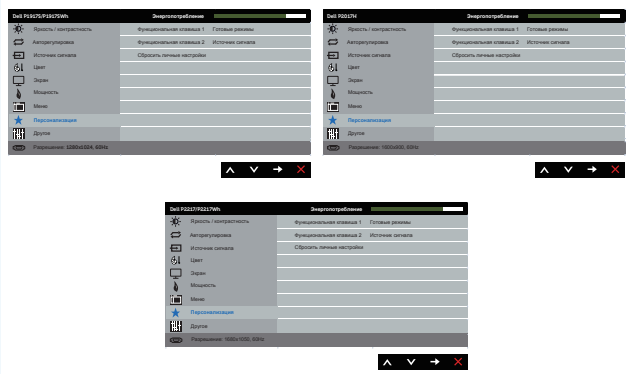 Dell P1917S/P1917SWh Энергопотребление
Яркость / контрастность Функциональная клавиша 1 Готовые режимы
Авторегулировка Функциональная клавиша 2 Источник сигнала
Источник сигнала Сбросить личные настройки
Цвет
Экран
Мощность
Меню
Персонализация
Другое
Разрешение: 1280x1024, 60Hz
Dell P2017H Энергопотребление
Яркость / контрастность Функциональная клавиша 1 Готовые режимы
Авторегулировка Функциональная клавиша 2 Источник сигнала
Источник сигнала Сбросить личные настройки
Цвет
Экран
Мощность
Меню
Персонализация
Другое
Разрешение: 1600x900, 60Hz
Dell P2217/P2217Wh Энергопотребление
Яркость / контрастность Функциональная клавиша 1 Готовые режимы
Авторегулировка Функциональная клавиша 2 Источник сигнала
Источник сигнала Сбросить личные настройки
Цвет
Экран
Мощность
Меню
Персонализация
Другое
Разрешение: 1680x1050, 60Hz